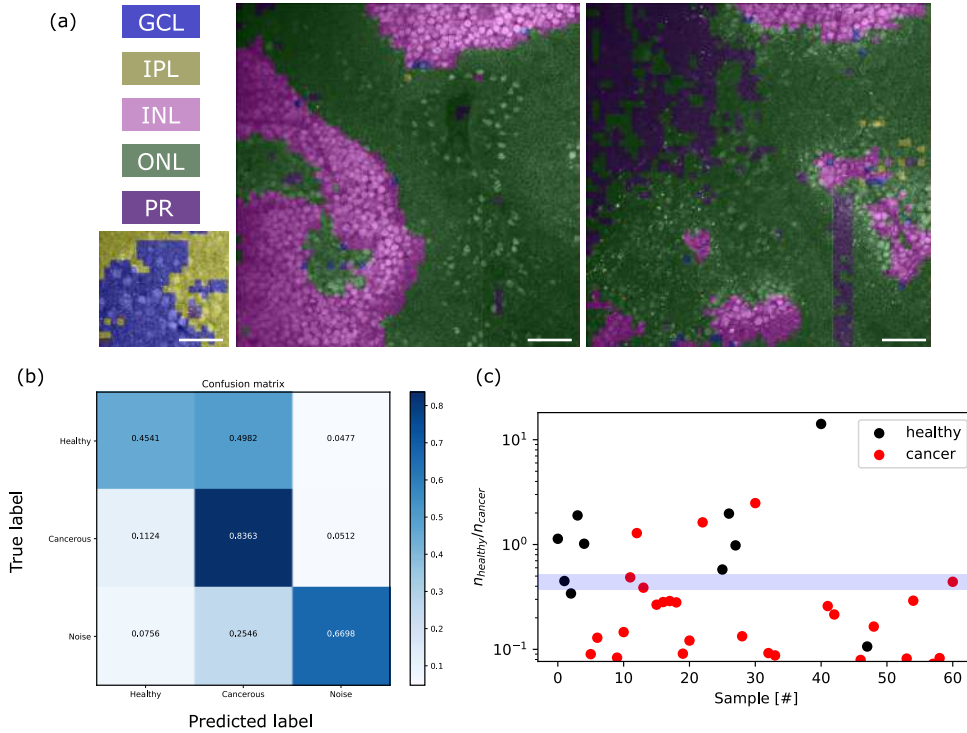 (a)
GCL
IPL
INL
ONL
PR
(b)
Confusion matrix
True label
Healthy
Cancerous
Noise
0.4541
0.4982
0.0477
0.1124
0.8363
0.0512
0.0756
0.2546
0.6698
Healthy
Cancerous
Noise
Predicted label
0.8
0.7
0.6
0.5
0.4
0.3
0.2
0.1
(c)
healthy
cancer
n_healthy/n_cancer
10^1
10^0
10^-1
0
10
20
30
40
50
60
Sample [#]